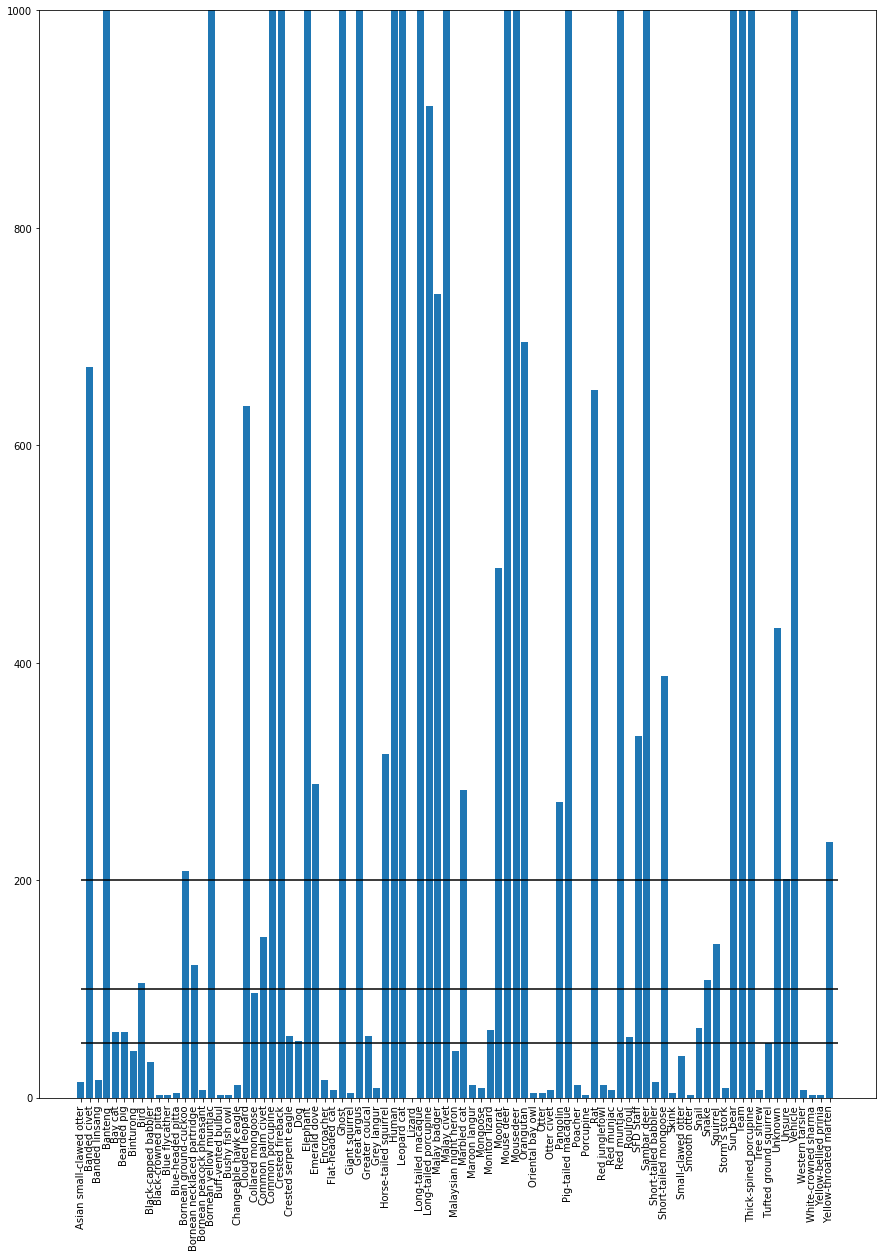 1000
800
600
400
200
0
Asian small-clawed otter
Banded civet
Banded linsang
Banteng
Bay cat
Bearded pig
Binturong
Bird
Black-capped babbler
Black-crowned pitta
Blue flycather
Blue-headed pitta
Bornean ground-cuckoo
Bornean necklaced partridge
Bornean peacock pheasant
Bornean yellow muntjac
Buff-vented bulbul
Bushy fish owl
Changeable hawk eagle
Clouded leopard
Collared mongoose
Common palm civet
Common porcupine
Crested fireback
Crested serpent eagle
Dog
Elephant
Emerald dove
Encroacher
Flat-headed cat
Ghost
Giant squirrel
Great argus
Greater coucal
Grey langur
Horse-tailed squirrel
Human
Leopard cat
Lizard
Long-tailed macaque
Long-tailed porcupine
Malay badger
Malay civet
Malaysian night heron
Marbled cat
Maroon langur
Mongoose
Monitor lizard
Moonrat
Mouse deer
Mousedeer
Orangutan
Oriental bay owl
Otter
Otter civet
Pangolin
Pig-tailed macaque
Poacher
Porcupine
Rat
Red junglefowl
Red munjac
Red muntjac
Roulroul
SFD Staff
Sambar deer
Short-tailed babbler
Short-tailed mongoose
Skink
Small-clawed otter
Smooth otter
Snail
Snake
Squirrel
Storm's stork
Sun bear
Team
Thick-spined porcupine
Tree shrew
Tufted ground squirrel
Unknown
Unsure
Vehicle
Western tarsier
White-crowned sharma
Yellow-bellied prinia
Yellow-throated marten